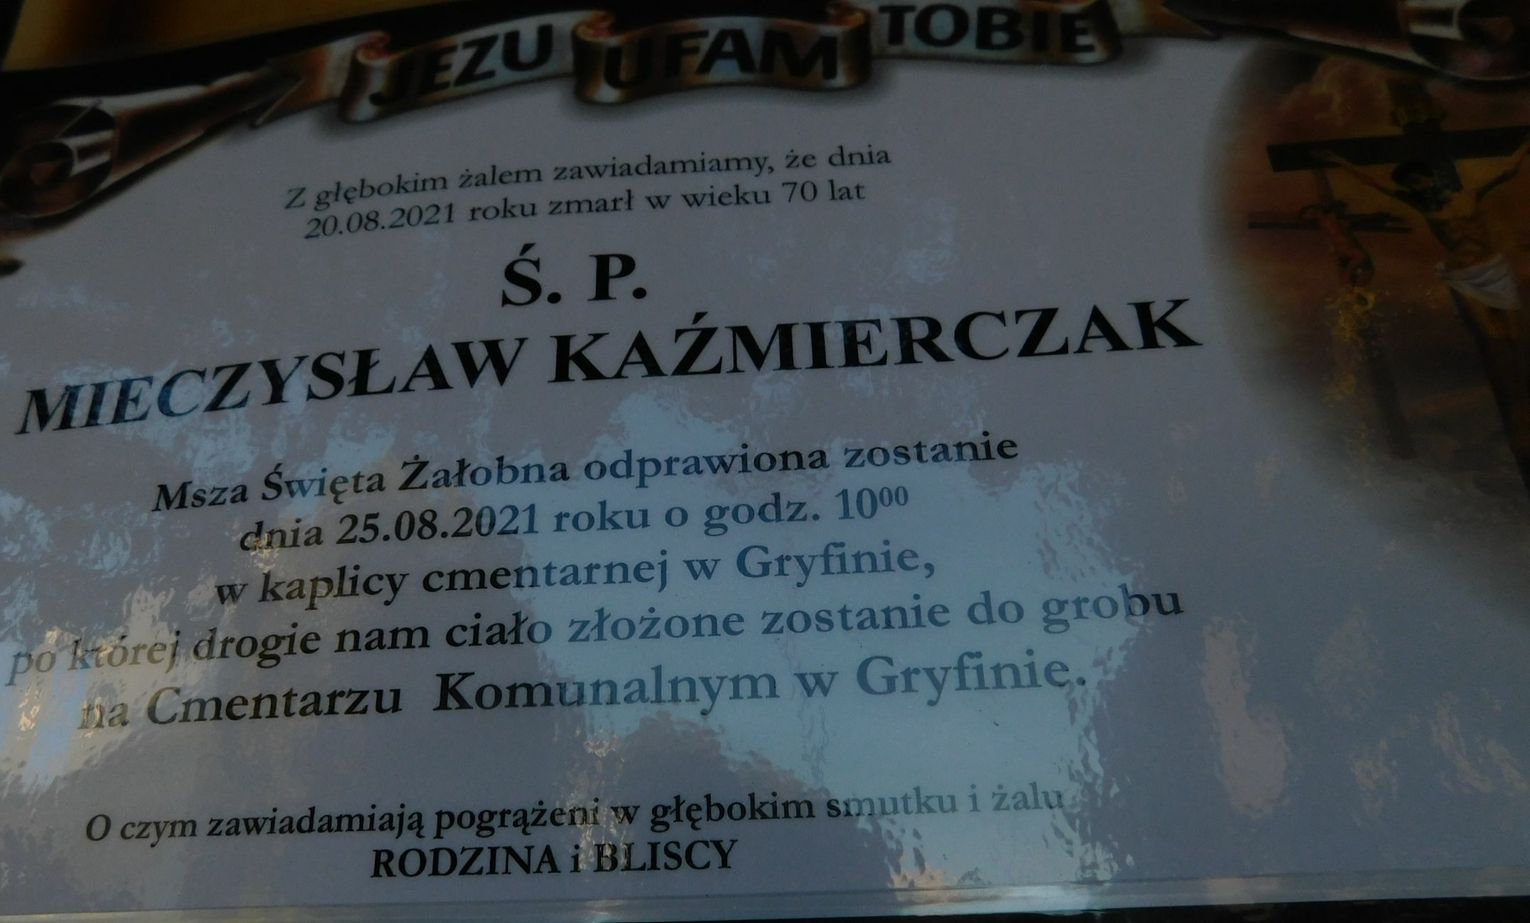 JEZU UFAM TOBIE
Z głębokim żalem zawiadamiamy, że dnia
20.08.2021 roku zmarł w wieku 70 lat
Ś. P.
MIECZYSŁAW KAŹMIERCZAK
Msza Święta Żałobna odprawiona zostanie
dnia 25.08.2021 roku o godz. 10⁰⁰
w kaplicy cmentarnej w Gryfinie,
po której drogie nam ciało złożone zostanie do grobu
na Cmentarzu Komunalnym w Gryfinie.
O czym zawiadamiają pogrążeni w głębokim smutku i żalu
RODZINA i BLISCY